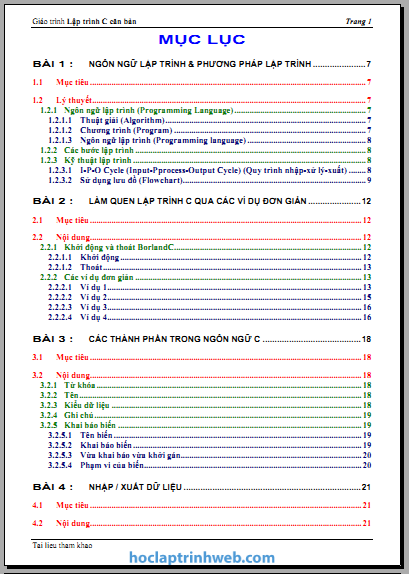 Giáo trình Lập trình C căn bản Trang 1
MỤC LỤC
BÀI 1 : NGÔN NGỮ LẬP TRÌNH & PHƯƠNG PHÁP LẬP TRÌNH ..................... 7
1.1 Mục tiêu ..................... 7
1.2 Lý thuyết ..................... 7
1.2.1 Ngôn ngữ lập trình (Programming Language) ..................... 7
1.2.1.1 Thuật giải (Algorithm) ..................... 7
1.2.1.2 Chương trình (Program) ..................... 7
1.2.1.3 Ngôn ngữ lập trình (Programming language) ..................... 8
1.2.2 Các bước lập trình ..................... 8
1.2.3 Kỹ thuật lập trình ..................... 8
1.2.3.1 I-P-O Cycle (Input-Pprocess-Output Cycle) (Quy trình nhập-xử lý-xuất) ........ 8
1.2.3.2 Sử dụng lưu đồ (Flowchart) ..................... 9
BÀI 2 : LÀM QUEN LẬP TRÌNH C QUA CÁC VÍ DỤ ĐƠN GIẢN ..................... 12
2.1 Mục tiêu ..................... 12
2.2 Nội dung ..................... 12
2.2.1 Khởi động và thoát BorlandC ..................... 12
2.2.1.1 Khởi động ..................... 12
2.2.1.2 Thoát ..................... 13
2.2.2 Các ví dụ đơn giản ..................... 13
2.2.2.1 Ví dụ 1 ..................... 13
2.2.2.2 Ví dụ 2 ..................... 15
2.2.2.3 Ví dụ 3 ..................... 16
2.2.2.4 Ví dụ 4 ..................... 16
BÀI 3 : CÁC THÀNH PHẦN TRONG NGÔN NGỮ C ..................... 18
3.1 Mục tiêu ..................... 18
3.2 Nội dung ..................... 18
3.2.1 Từ khóa ..................... 18
3.2.2 Tên ..................... 18
3.2.3 Kiểu dữ liệu ..................... 18
3.2.4 Ghi chú ..................... 19
3.2.5 Khai báo biến ..................... 19
3.2.5.1 Tên biến ..................... 19
3.2.5.2 Khai báo biến ..................... 19
3.2.5.3 Vừa khai báo vừa khởi gán ..................... 20
3.2.5.4 Phạm vi của biến ..................... 20
BÀI 4 : NHẬP / XUẤT DỮ LIỆU ..................... 21
4.1 Mục tiêu ..................... 21
4.2 Nội dung ..................... 21
Tài liệu tham khảo
hoclaptrinhweb.com